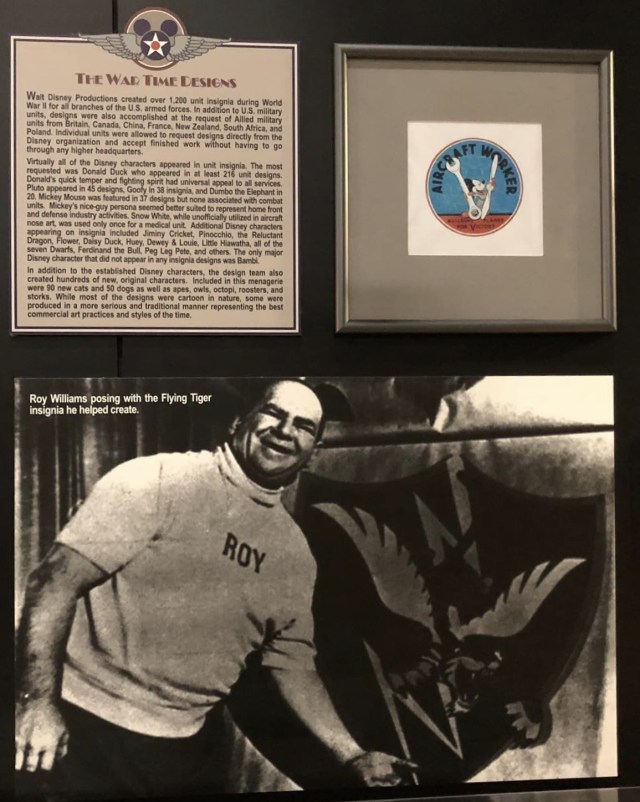 THE WAR TIME DESIGNS
Walt Disney Productions created over 1,200 unit insignia during World
War II for all branches of the U.S. armed forces. In addition to U.S. military
units, designs were also accomplished at the request of Allied military
units from Britain, Canada, China, France, New Zealand, South Africa, and
Poland. Individual units were allowed to request designs directly from the
Disney organization and accept finished work without having to go
through any higher headquarters.
Virtually all of the Disney characters appeared in unit insignia. The most
requested was Donald Duck who appeared in at least 216 unit designs.
Donald's quick temper and fighting spirit had universal appeal to all services.
Pluto appeared in 45 designs, Goofy in 38 insignia, and Dumbo the Elephant in
20. Mickey Mouse was featured in 37 designs but none associated with combat
units. Mickey's nice-guy persona seemed better suited to represent home front
and defense industry activities. Snow White, while unofficially utilized in aircraft
nose art, was used only once for a medical unit. Additional Disney characters
appearing on insignia included Jiminy Cricket, Pinocchio, the Reluctant
Dragon, Flower, Daisy Duck, Huey, Dewey & Louie, Little Hiawatha, all of the
seven Dwarfs, Ferdinand the Bull, Peg Leg Pete, and others. The only major
Disney character that did not appear in any insignia designs was Bambi.
In addition to the established Disney characters, the design team also
created hundreds of new, original characters. Included in this menagerie
were 90 new cats and 50 dogs as well as apes, owls, octopi, roosters, and
storks. While most of the designs were cartoon in nature, some were
produced in a more serious and traditional manner representing the best
commercial art practices and styles of the time.
AIRCRAFT WORKER
FOR VICTORY
Roy Williams posing with the Flying Tiger
insignia he helped create.
ROY